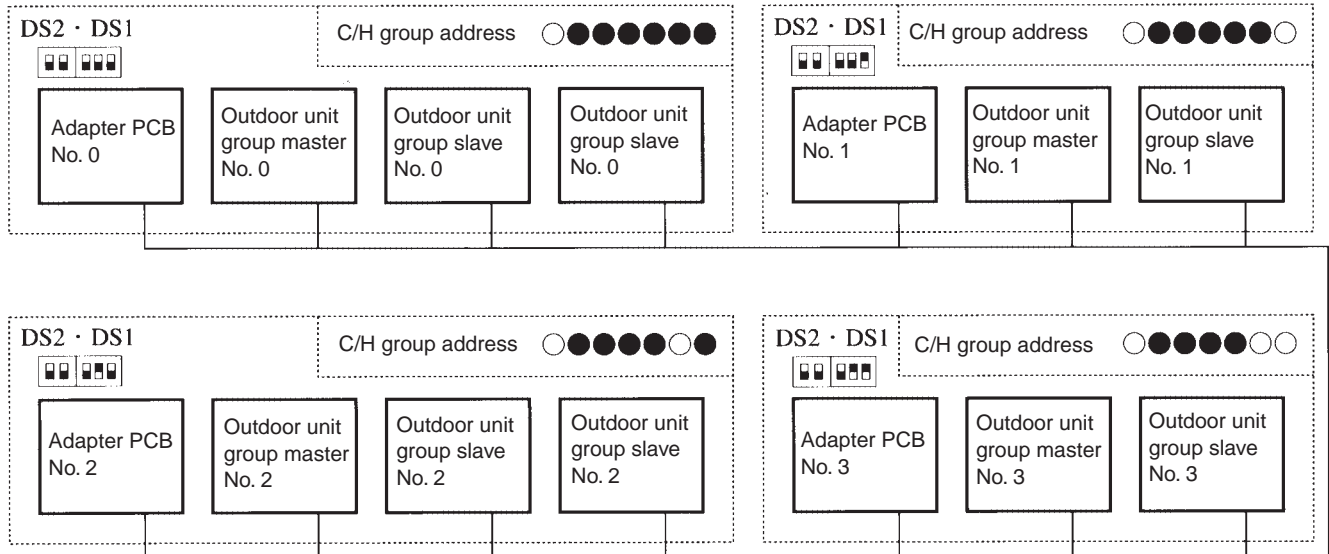 DS2・DS1
C/H group address ○●●●●●●
Adapter PCB
No. 0
Outdoor unit
group master
No. 0
Outdoor unit
group slave
No. 0
Outdoor unit
group slave
No. 0
DS2・DS1
C/H group address ○●●●●●○
Adapter PCB
No. 1
Outdoor unit
group master
No. 1
Outdoor unit
group slave
No. 1
DS2・DS1
C/H group address ○●●●●○●
Adapter PCB
No. 2
Outdoor unit
group master
No. 2
Outdoor unit
group slave
No. 2
Outdoor unit
group slave
No. 2
DS2・DS1
C/H group address ○●●●●○○
Adapter PCB
No. 3
Outdoor unit
group master
No. 3
Outdoor unit
group slave
No. 3